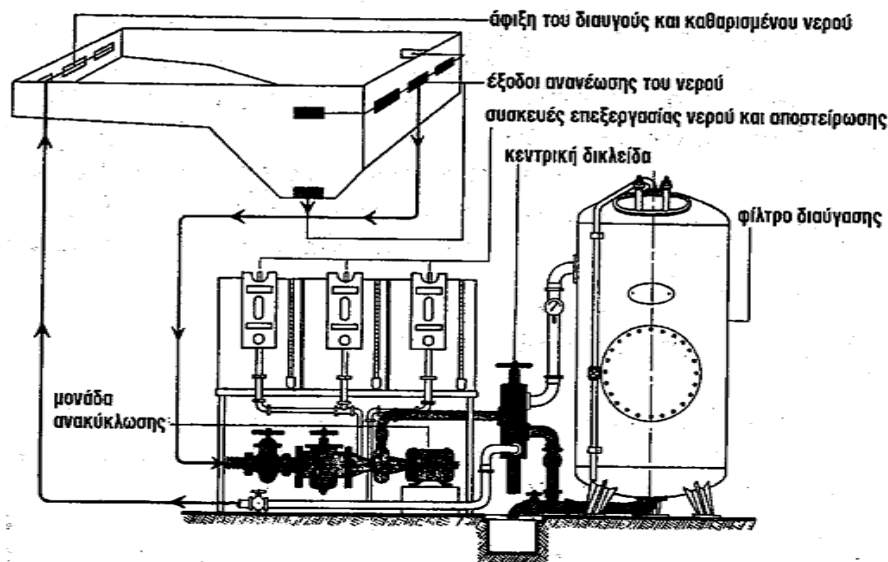 άφιξη του διαυγούς και καθαρισμένου νερού
έξοδοι ανανέωσης του νερού
συσκευές επεξεργασίας νερού και αποστείρωσης
κεντρική δικλείδα
φίλτρο διαύγασης
μονάδα
ανακύκλωσης